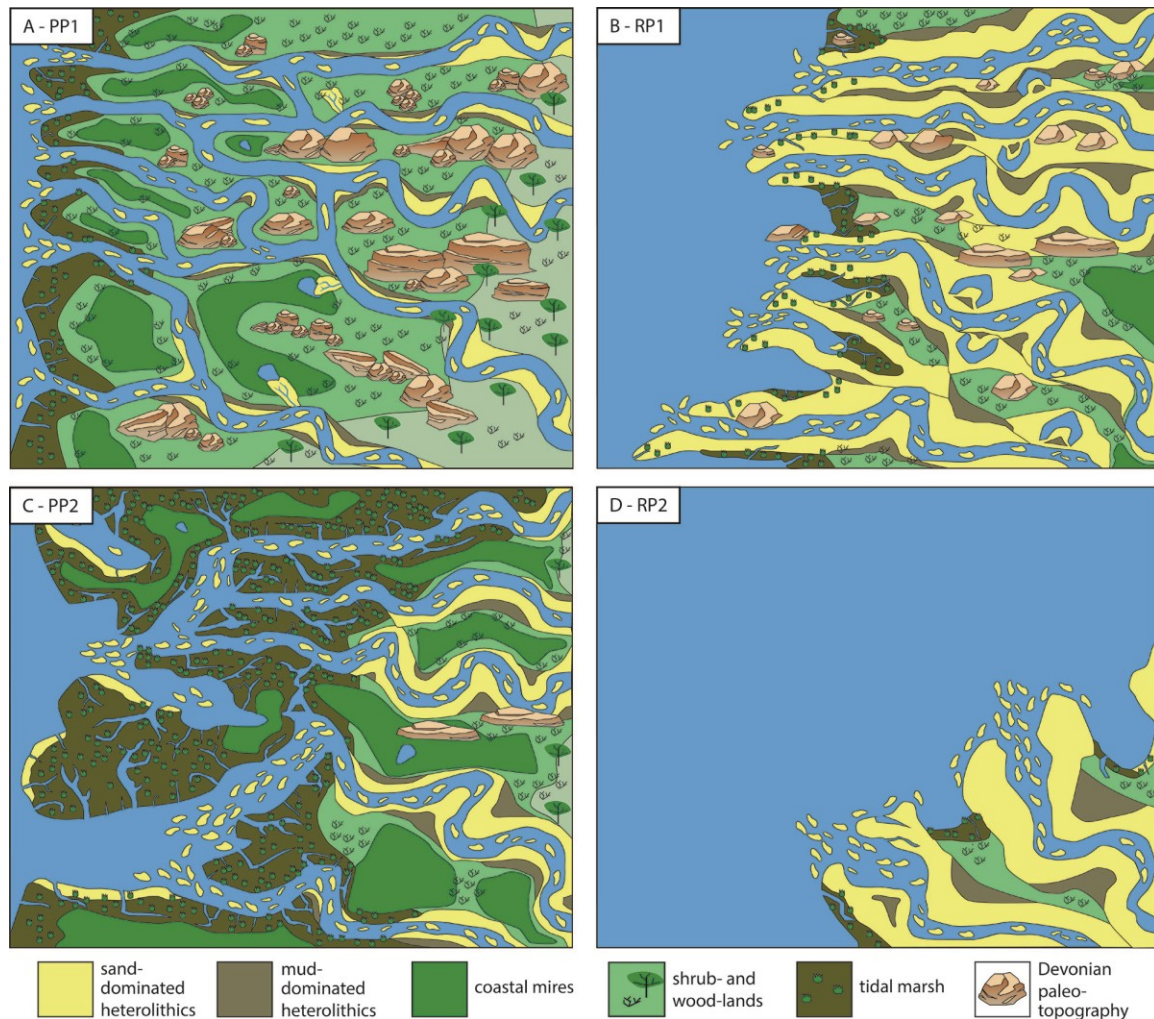 A - PP1
B - RP1
C - PP2
D - RP2
sand-
dominated
heterolithics
mud-
dominated
heterolithics
coastal mires
shrub- and
wood-lands
tidal marsh
Devonian
paleo-
topography